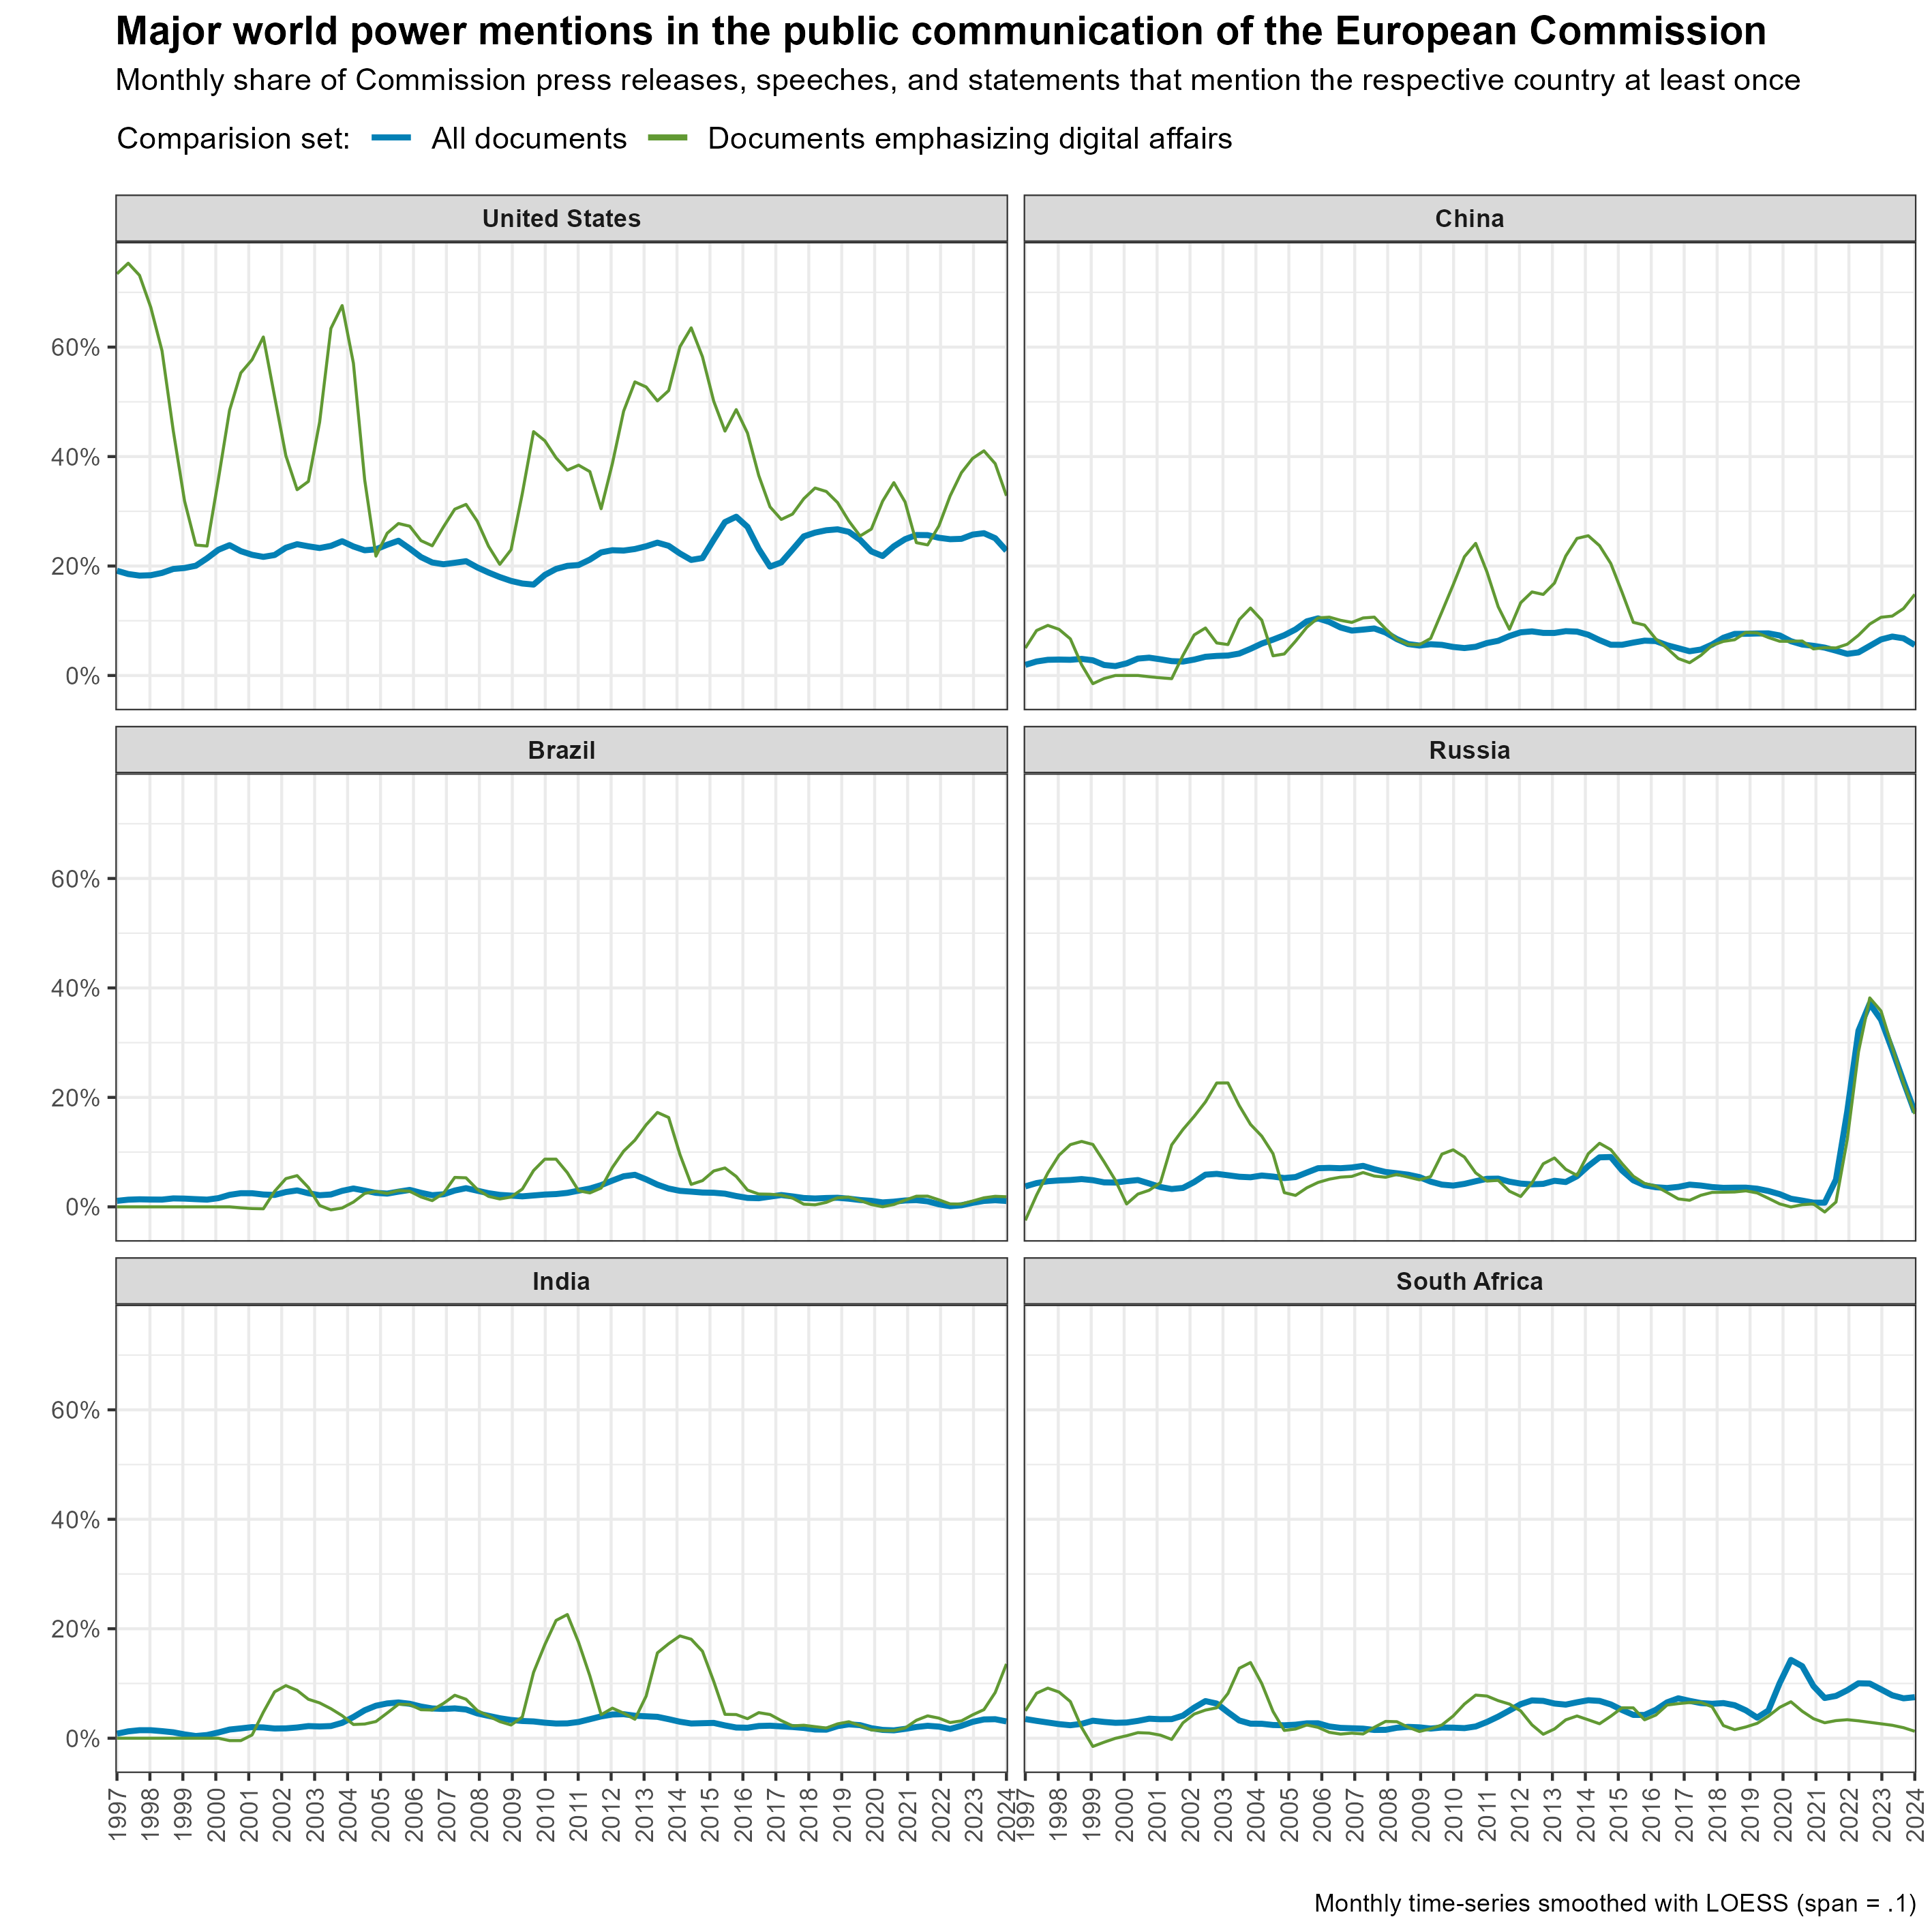 Major world power mentions in the public communication of the European Commission
Monthly share of Commission press releases, speeches, and statements that mention the respective country at least once
Comparision set: All documents Documents emphasizing digital affairs
United States China
60%
40%
20%
0%
Brazil Russia
60%
40%
20%
0%
India South Africa
60%
40%
20%
0%
1997 1998 1999 2000 2001 2002 2003 2004 2005 2006 2007 2008 2009 2010 2011 2012 2013 2014 2015 2016 2017 2018 2019 2020 2021 2022 2023 2024 1997 1998 1999 2000 2001 2002 2003 2004 2005 2006 2007 2008 2009 2010 2011 2012 2013 2014 2015 2016 2017 2018 2019 2020 2021 2022 2023 2024
Monthly time-series smoothed with LOESS (span = .1)